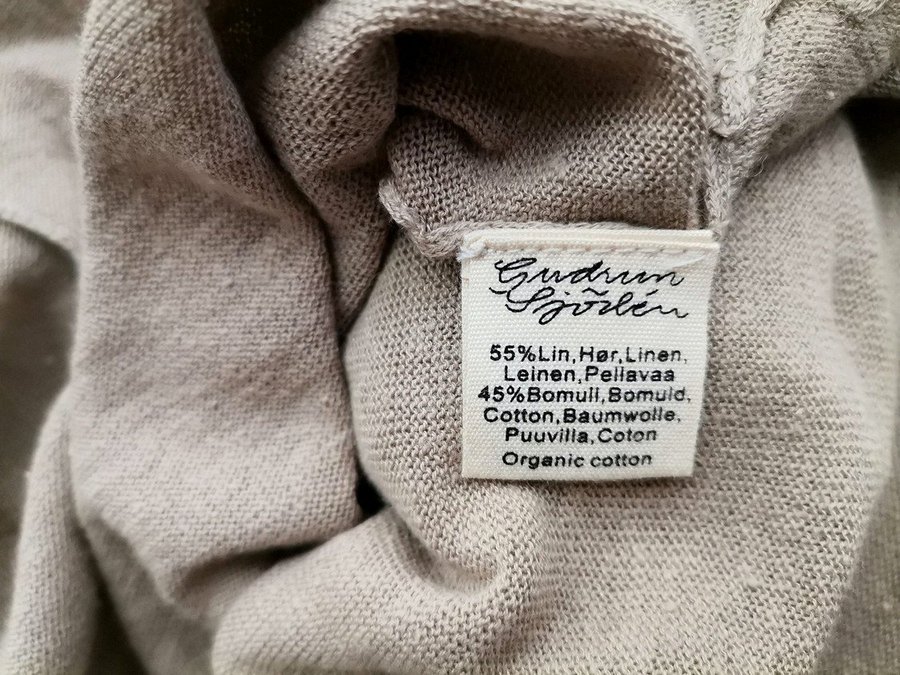 Gudrun
Sjödén
55%Lin,Hør,Linen,
Leinen,Pellavaa
45%Bomull,Bomuld,
Cotton,Baumwolle,
Puuvilla,Coton
Organic cotton